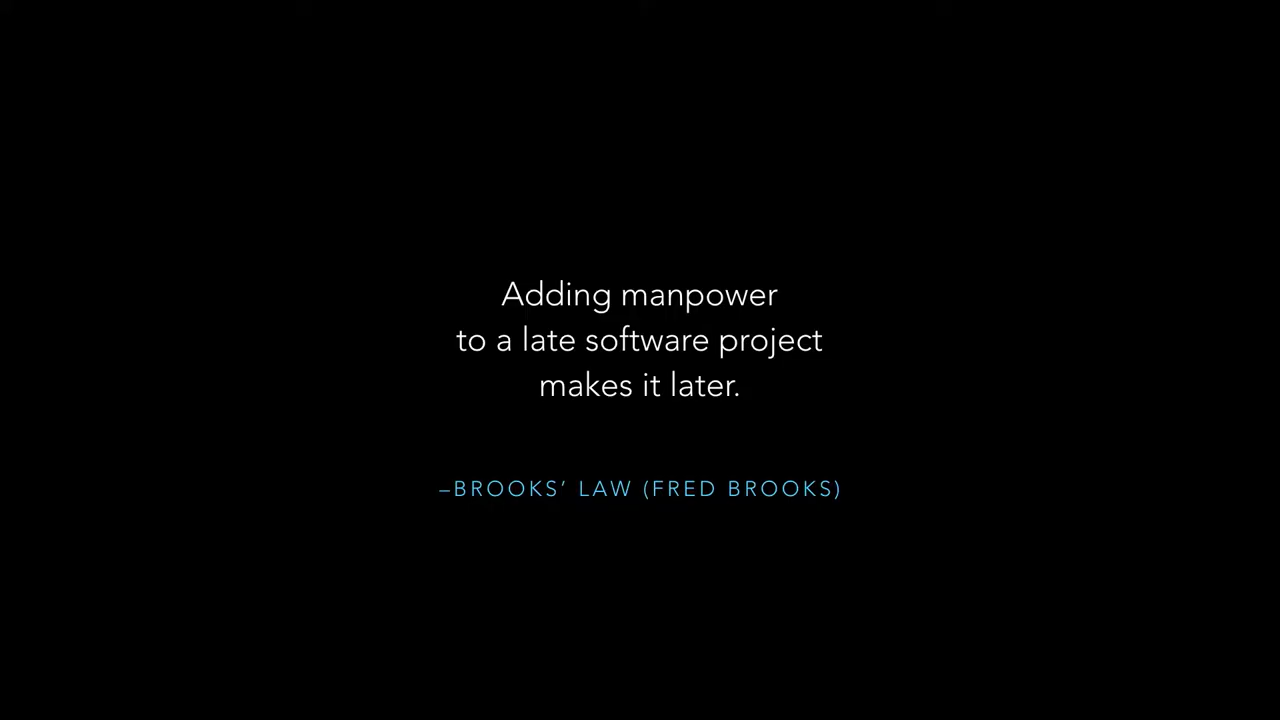 Adding manpower
to a late software project
makes it later.
–BROOKS’ LAW (FRED BROOKS)